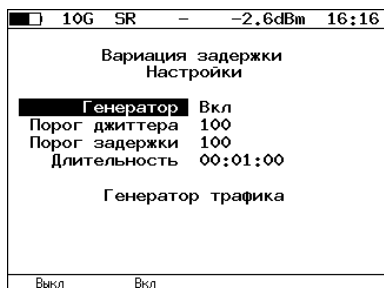 10G SR - -2.6dBm 16:16
Вариация задержки
Настройки
Генератор Вкл
Порог джиттера 100
Порог задержки 100
Длительность 00:01:00
Генератор трафика
Выкл Вкл